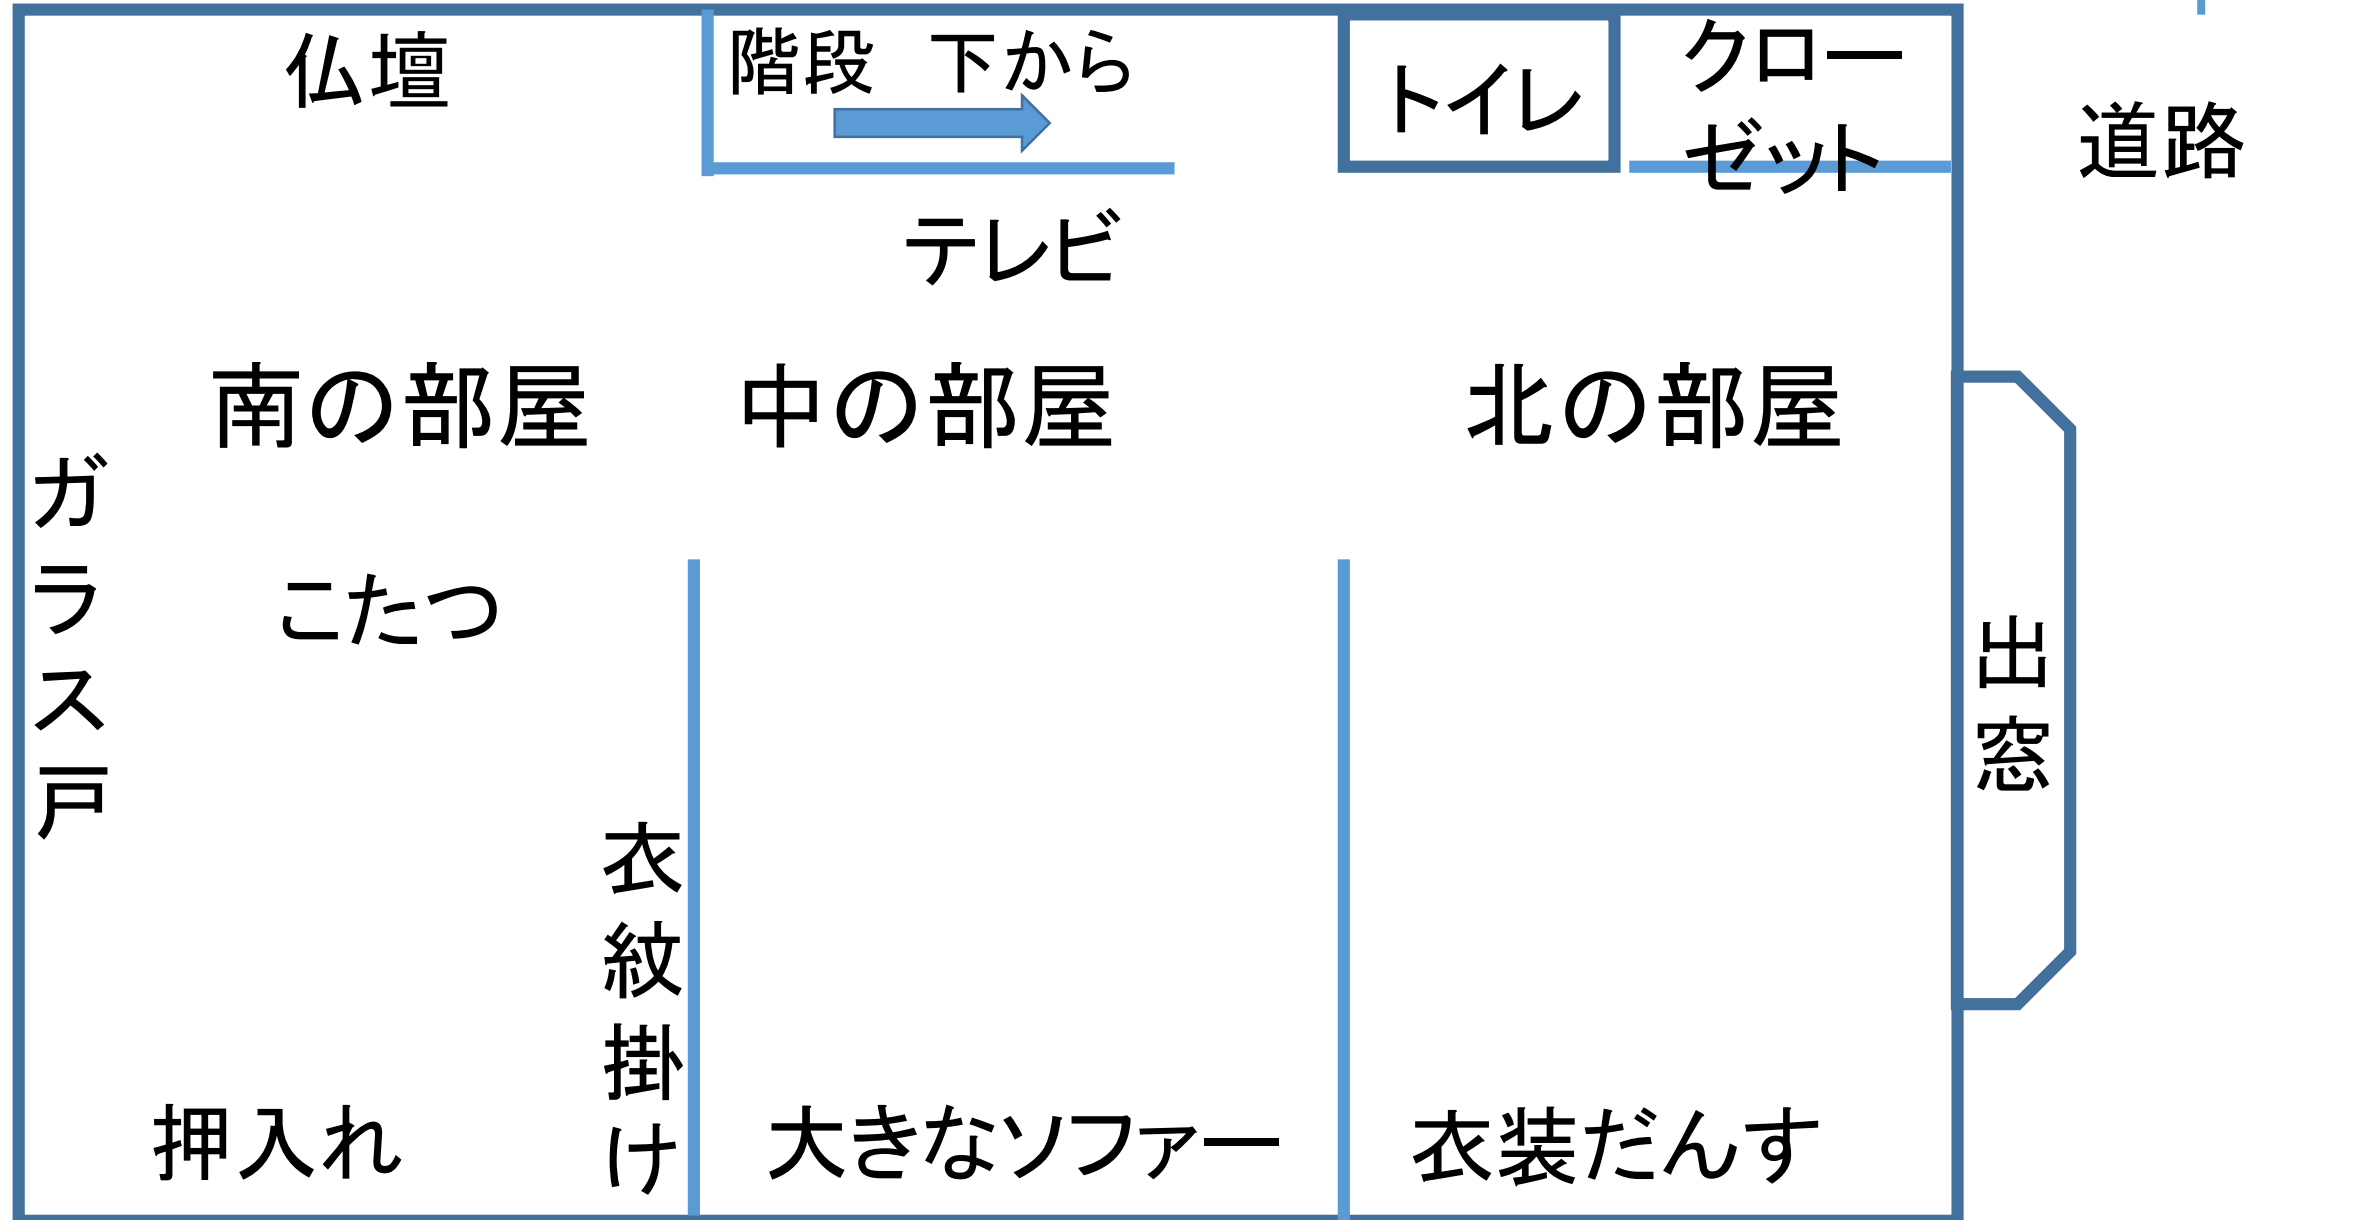 仏壇
階段　下から
トイレ
クロー
ゼット
道路
テレビ
南の部屋
中の部屋
北の部屋
ガラス戸
こたつ
出窓
衣紋掛け
押入れ
大きなソファー
衣装だんす